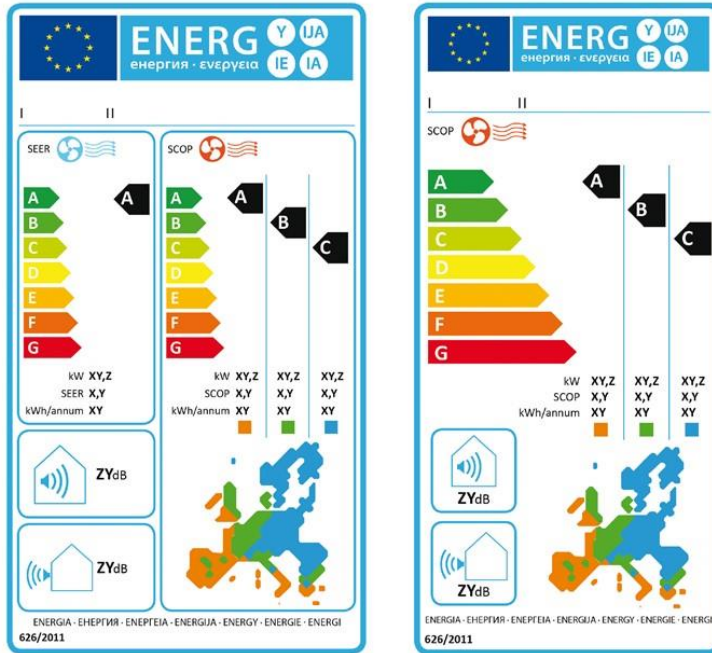 ENERG Y IJA
енергия · ενεργεια IE IA
I II
SEER
A A
B
C
D
E
F
G
kW XY,Z
SEER X,Y
kWh/annum XY
SCOP
A A
B B
C C
D
E
F
G
kW XY,Z XY,Z XY,Z
SCOP X,Y X,Y X,Y
kWh/annum XY XY XY
ZYdB
ZYdB
ENERGIA · ЕНЕРГИЯ · ΕΝΕΡΓΕΙΑ · ENERGIJA · ENERGY · ENERGIE · ENERGI
626/2011
ENERG Y IJA
енергия · ενεργεια IE IA
I II
SCOP
A A
B B
C C
D
E
F
G
kW XY,Z XY,Z XY,Z
SCOP X,Y X,Y X,Y
kWh/annum XY XY XY
ZYdB
ZYdB
ENERGIA · ЕНЕРГИЯ · ΕΝΕΡΓΕΙΑ · ENERGIJA · ENERGY · ENERGIE · ENERGI
626/2011